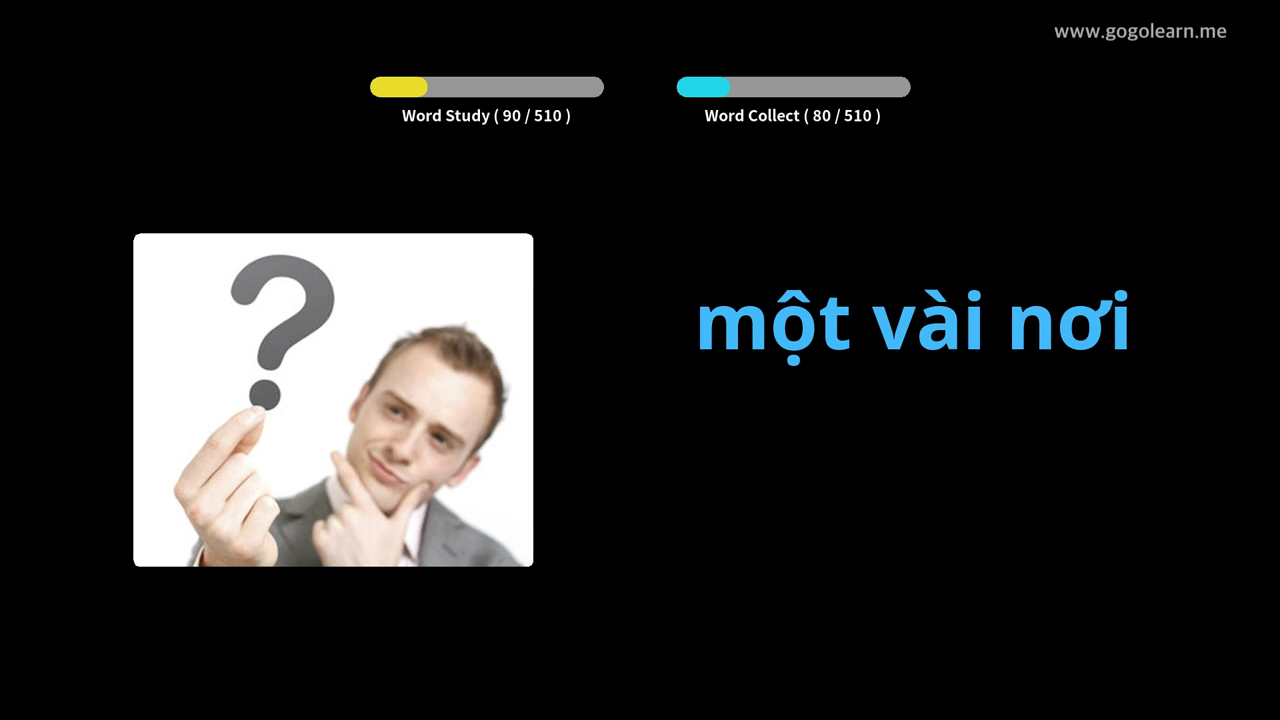 www.gogolearn.me
Word Study ( 90 / 510 )
Word Collect ( 80 / 510 )
?
một vài nơi